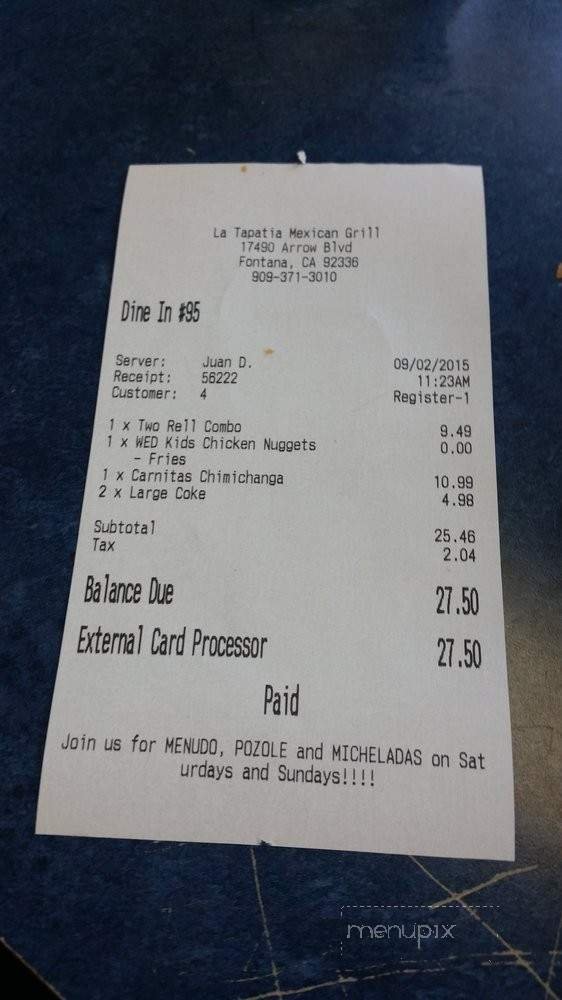 La Tapatia Mexican Grill
17490 Arrow Blvd
Fontana, CA 92336
909-371-3010
Dine In #95
Server: Juan D. 09/02/2015
Receipt: 56222 11:23AM
Customer: 4 Register-1
1 x Two Rell Combo 9.49
1 x WED Kids Chicken Nuggets 0.00
- Fries
1 x Carnitas Chimichanga 10.99
2 x Large Coke 4.98
Subtotal 25.46
Tax 2.04
Balance Due 27.50
External Card Processor 27.50
Paid
Join us for MENUDO, POZOLE and MICHELADAS on Sat
urdays and Sundays!!!!
menupix